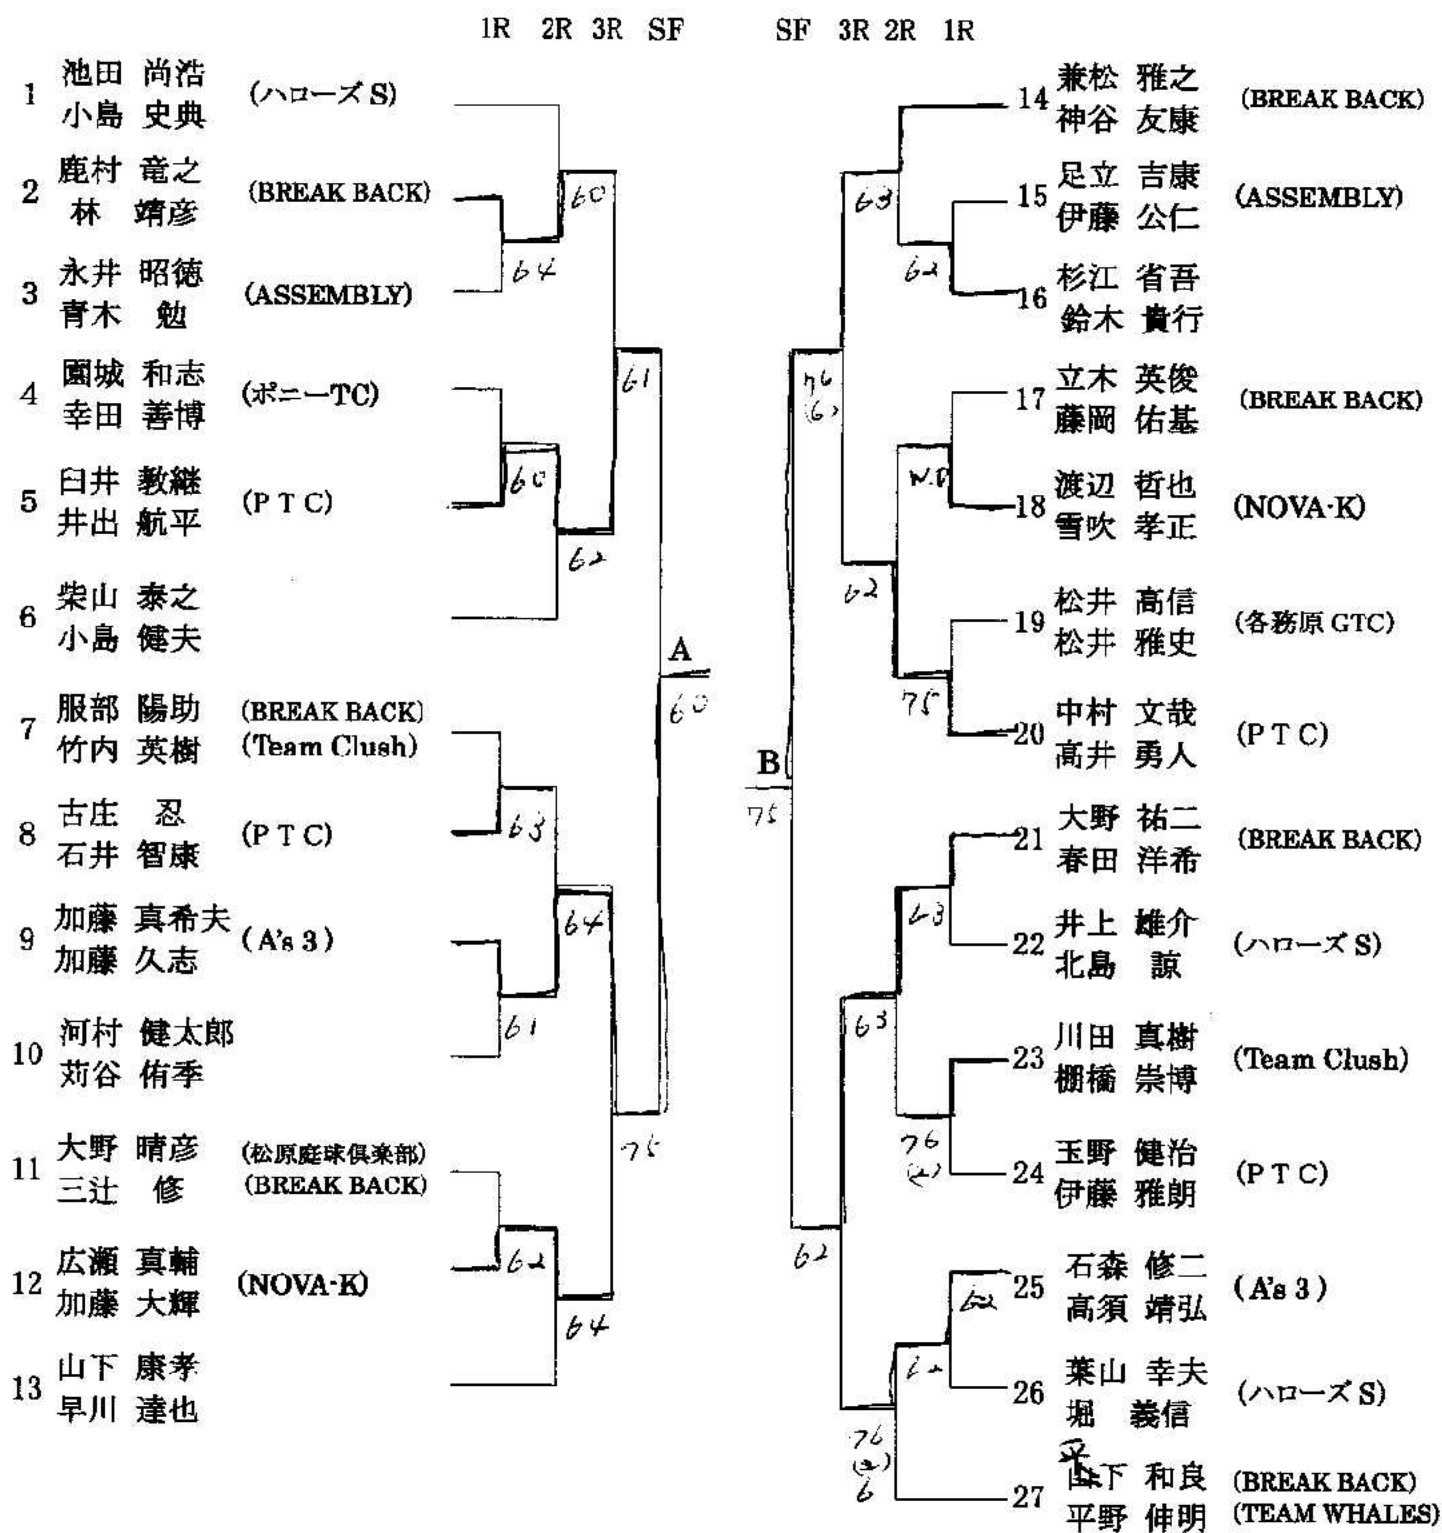 1R 2R 3R SF SF 3R 2R 1R
1 池田 尚浩 (ハローズ S)
小島 史典
2 鹿村 竜之 (BREAK BACK)
林 靖彦
60
64
3 永井 昭徳 (ASSEMBLY)
青木 勉
4 園城 和志 (ポニーTC)
幸田 善博
61
5 臼井 教継 (P T C)
井出 航平
60
62
6 柴山 泰之
小島 健夫
A
60
7 服部 陽助 (BREAK BACK)
竹内 英樹 (Team Clush)
8 古庄 忍 (P T C)
石井 智康
63
9 加藤 真希夫 (A's 3)
加藤 久志
64
61
10 河村 健太郎
苅谷 侑季
75
11 大野 晴彦 (松原庭球倶楽部)
三辻 修 (BREAK BACK)
12 広瀬 真輔 (NOVA-K)
加藤 大輝
62
64
13 山下 康孝
早川 達也
14 兼松 雅之 (BREAK BACK)
神谷 友康
15 足立 吉康 (ASSEMBLY)
伊藤 公仁
63
62
16 杉江 省吾
鈴木 貴行
76
(6)
17 立木 英俊 (BREAK BACK)
藤岡 佑基
18 渡辺 哲也 (NOVA-K)
雪吹 孝正
62
19 松井 高信 (各務原 GTC)
松井 雅史
75
20 中村 文哉 (P T C)
高井 勇人
B
75
21 大野 祐二 (BREAK BACK)
春田 洋希
63
22 井上 雄介 (ハローズ S)
北島 諒
63
23 川田 真樹 (Team Clush)
棚橋 崇博
76
(2)
24 玉野 健治 (P T C)
伊藤 雅朗
62
25 石森 修二 (A's 3)
高須 靖弘
62
62
26 葉山 幸夫 (ハローズ S)
堀 義信
76
6
平
27 山下 和良 (BREAK BACK)
平野 伸明 (TEAM WHALES)